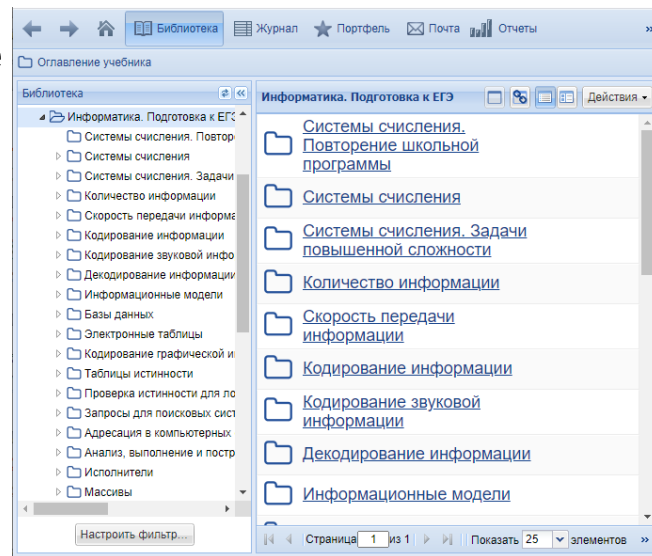 е
Библиотека Журнал Портфель Почта Отчеты »
Оглавление учебника
Библиотека
Информатика. Подготовка к ЕГЭ
Системы счисления. Повтор
Системы счисления
Системы счисления. Задачи
Количество информации
Скорость передачи информа
Кодирование информации
Кодирование звуковой инфо
Декодирование информации
Информационные модели
Базы данных
Электронные таблицы
Кодирование графической и
Таблицы истинности
Проверка истинности для ло
Запросы для поисковых сист
Адресация в компьютерных
Анализ, выполнение и постр
Исполнители
Массивы
Настроить фильтр...
Информатика. Подготовка к ЕГЭ Действия
Системы счисления.
Повторение школьной
программы
Системы счисления
Системы счисления. Задачи
повышенной сложности
Количество информации
Скорость передачи
информации
Кодирование информации
Кодирование звуковой
информации
Декодирование информации
Информационные модели
Страница 1 из 1 Показать 25 элементов »